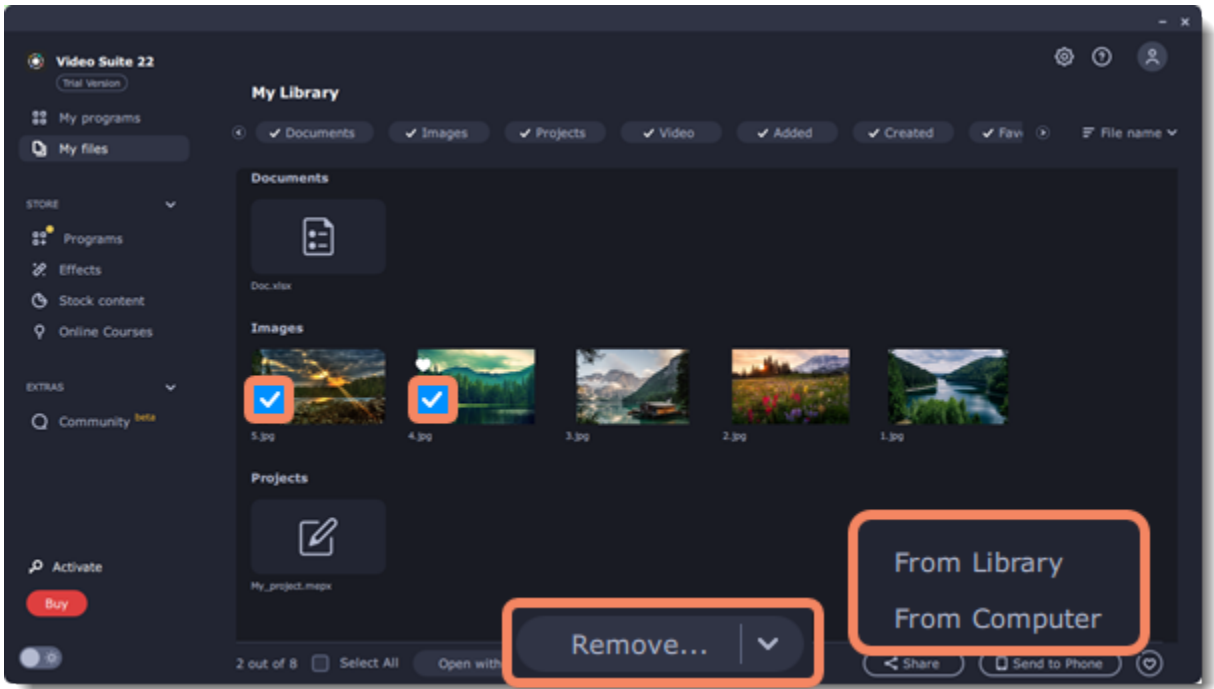 Video Suite 22
Trial Version
My programs
My files
STORE
Programs
Effects
Stock content
Online Courses
EXTRAS
Community beta
Activate
Buy
My Library
Documents
Images
Projects
Video
Added
Created
File name
Documents
Doc.xlsx
Images
5.jpg
4.jpg
3.jpg
2.jpg
1.jpg
Projects
My_project.mepx
From Library
From Computer
2 out of 8
Select All
Open with
Remove...
Share
Send to Phone